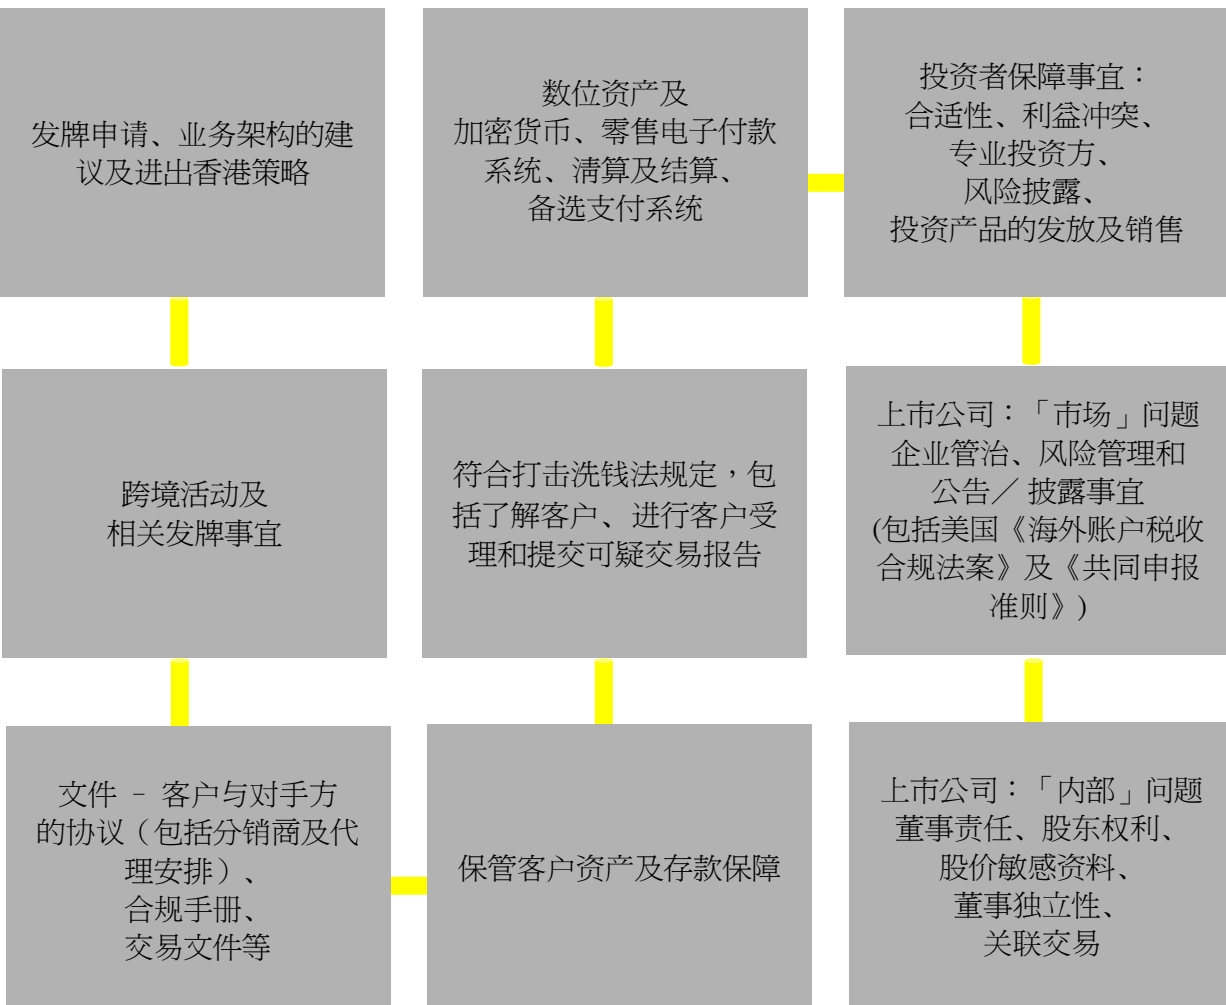 发牌申请、业务架构的建
议及进出香港策略
数位资产及
加密货币、零售电子付款
系统、清算及结算、
备选支付系统
投资者保障事宜：
合适性、利益冲突、
专业投资方、
风险披露、
投资产品的发放及销售
跨境活动及
相关发牌事宜
符合打击洗钱法规定，包
括了解客户、进行客户受
理和提交可疑交易报告
上市公司：「市场」问题
企业管治、风险管理和
公告／披露事宜
(包括美国《海外账户税收
合规法案》及《共同申报
准则》)
文件 – 客户与对手方
的协议（包括分销商及代
理安排）、
合规手册、
交易文件等
保管客户资产及存款保障
上市公司：「内部」问题
董事责任、股东权利、
股价敏感资料、
董事独立性、
关联交易